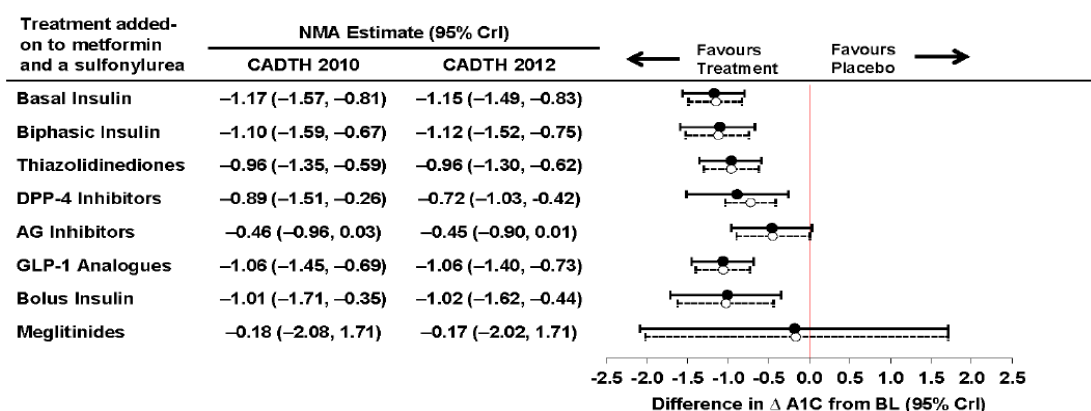 Treatment added-
on to metformin
and a sulfonylurea
NMA Estimate (95% CrI)
CADTH 2010 CADTH 2012
Favours
Treatment
Favours
Placebo
Basal Insulin –1.17 (–1.57, –0.81) –1.15 (–1.49, –0.83)
Biphasic Insulin –1.10 (–1.59, –0.67) –1.12 (–1.52, –0.75)
Thiazolidinediones –0.96 (–1.35, –0.59) –0.96 (–1.30, –0.62)
DPP-4 Inhibitors –0.89 (–1.51, –0.26) –0.72 (–1.03, -0.42)
AG Inhibitors –0.46 (–0.96, 0.03) –0.45 (–0.90, 0.01)
GLP-1 Analogues –1.06 (–1.45, –0.69) –1.06 (–1.40, –0.73)
Bolus Insulin –1.01 (–1.71, –0.35) –1.02 (–1.62, –0.44)
Meglitinides –0.18 (–2.08, 1.71) –0.17 (–2.02, 1.71)
-2.5 -2.0 -1.5 -1.0 -0.5 0.0 0.5 1.0 1.5 2.0 2.5
Difference in Δ A1C from BL (95% CrI)